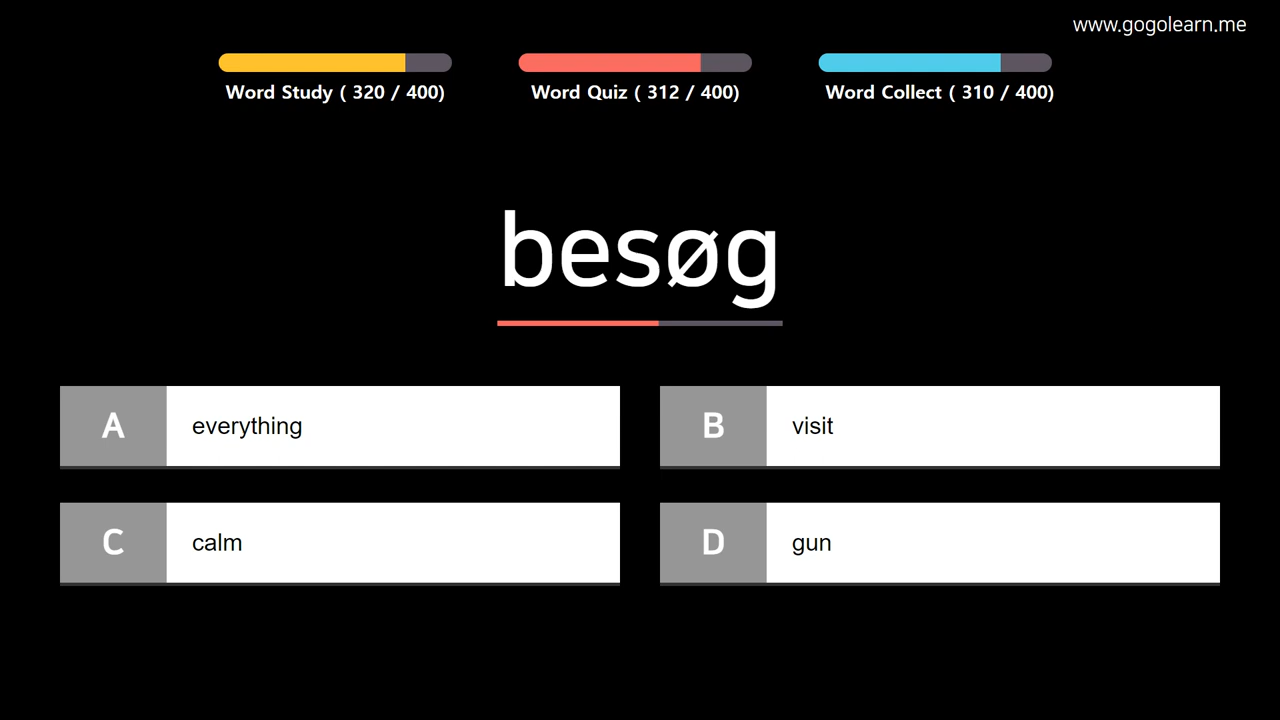 www.gogolearn.me
Word Study ( 320 / 400)
Word Quiz ( 312 / 400)
Word Collect ( 310 / 400)
besøg
A everything
B visit
C calm
D gun